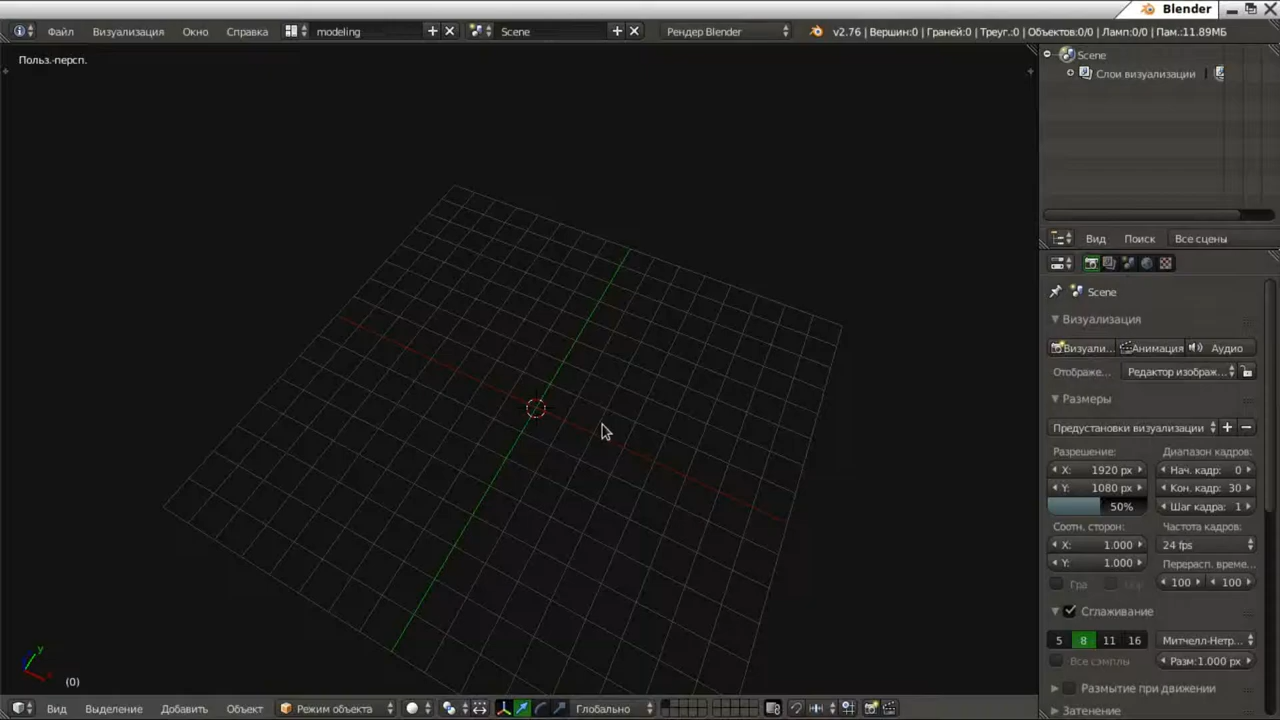 Blender
Файл Визуализация Окно Справка modeling Scene Рендер Blender v2.76 | Вершин:0 | Граней:0 | Треуг.:0 | Объекты:0/0 | Ламп:0/0 | Пам.:11.89МБ
Польз.-персп.
Scene
Слои визуализации
Вид Поиск Все сцены
Scene
Визуализация
Визуали... Анимация Аудио
Отображе... Редактор изображ...
Размеры
Предустановки визуализации
Разрешение: Диапазон кадров:
X: 1920 px Нач. кадр: 0
Y: 1080 px Кон. кадр: 30
50% Шаг кадра: 1
Соотн. сторон: Частота кадров:
X: 1.000 24 fps
Y: 1.000 Перерасп. време...
Гра 100 100
Сглаживание
5 8 11 16 Митчелл-Нетр...
Все сэмплы Разм:1.000 px
Размытие при движении
Затенение
y
(0)
Вид Выделение Добавить Объект Режим объекта Глобально